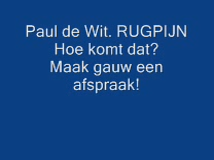 Paul de Wit. RUGPIJN
Hoe komt dat?
Maak gauw een
afspraak!